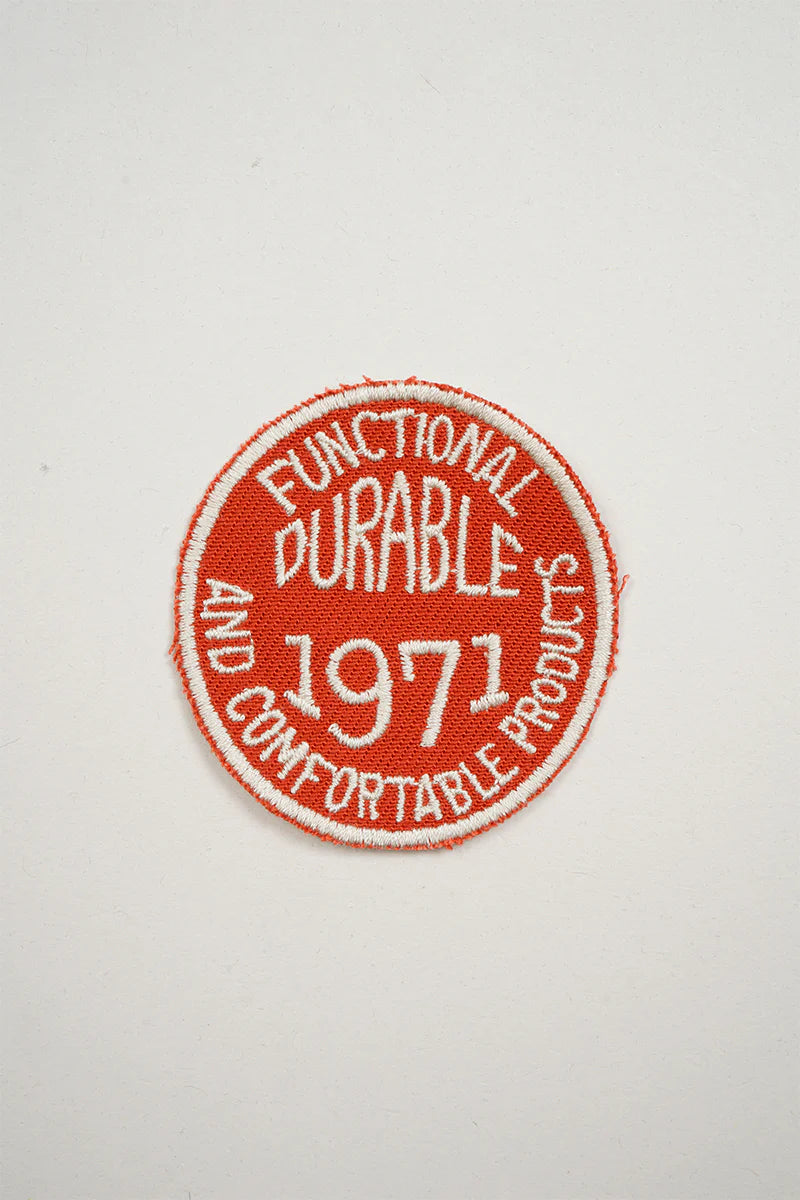 FUNCTIONAL
DURABLE
1971
AND COMFORTABLE PRODUCTS